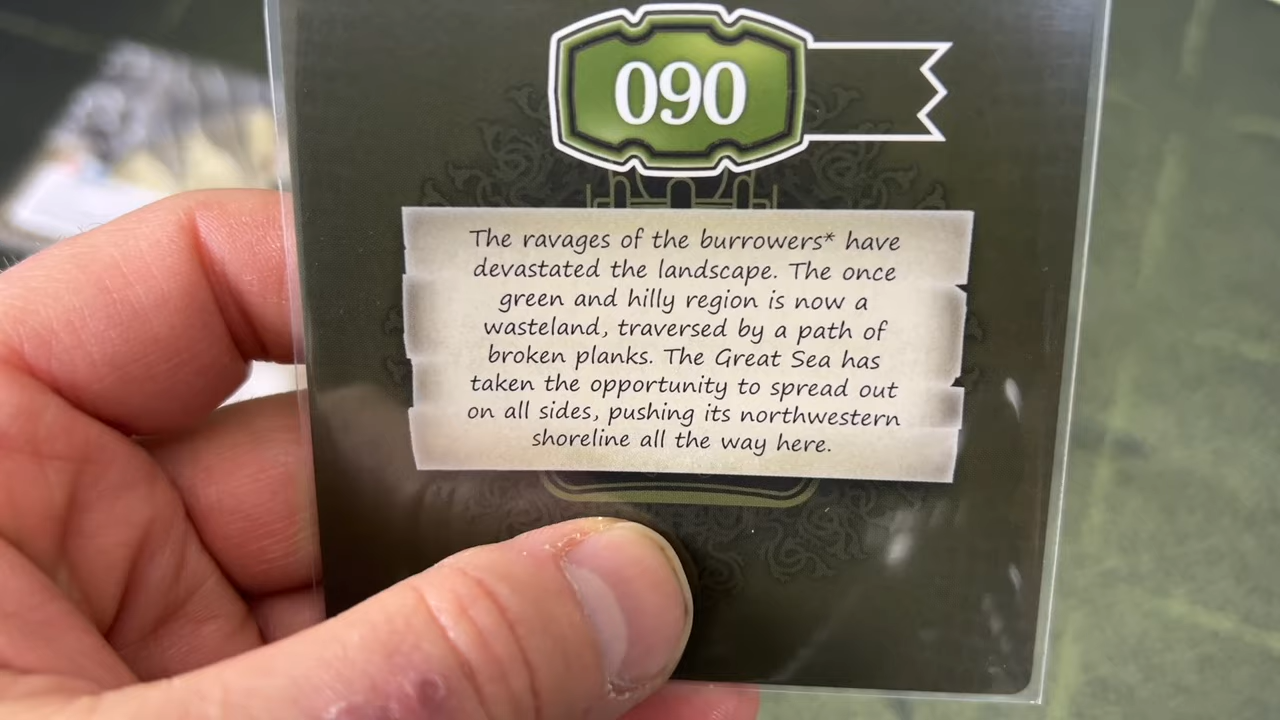 090
The ravages of the burrowers* have
devastated the landscape. The once
green and hilly region is now a
wasteland, traversed by a path of
broken planks. The Great Sea has
taken the opportunity to spread out
on all sides, pushing its northwestern
shoreline all the way here.